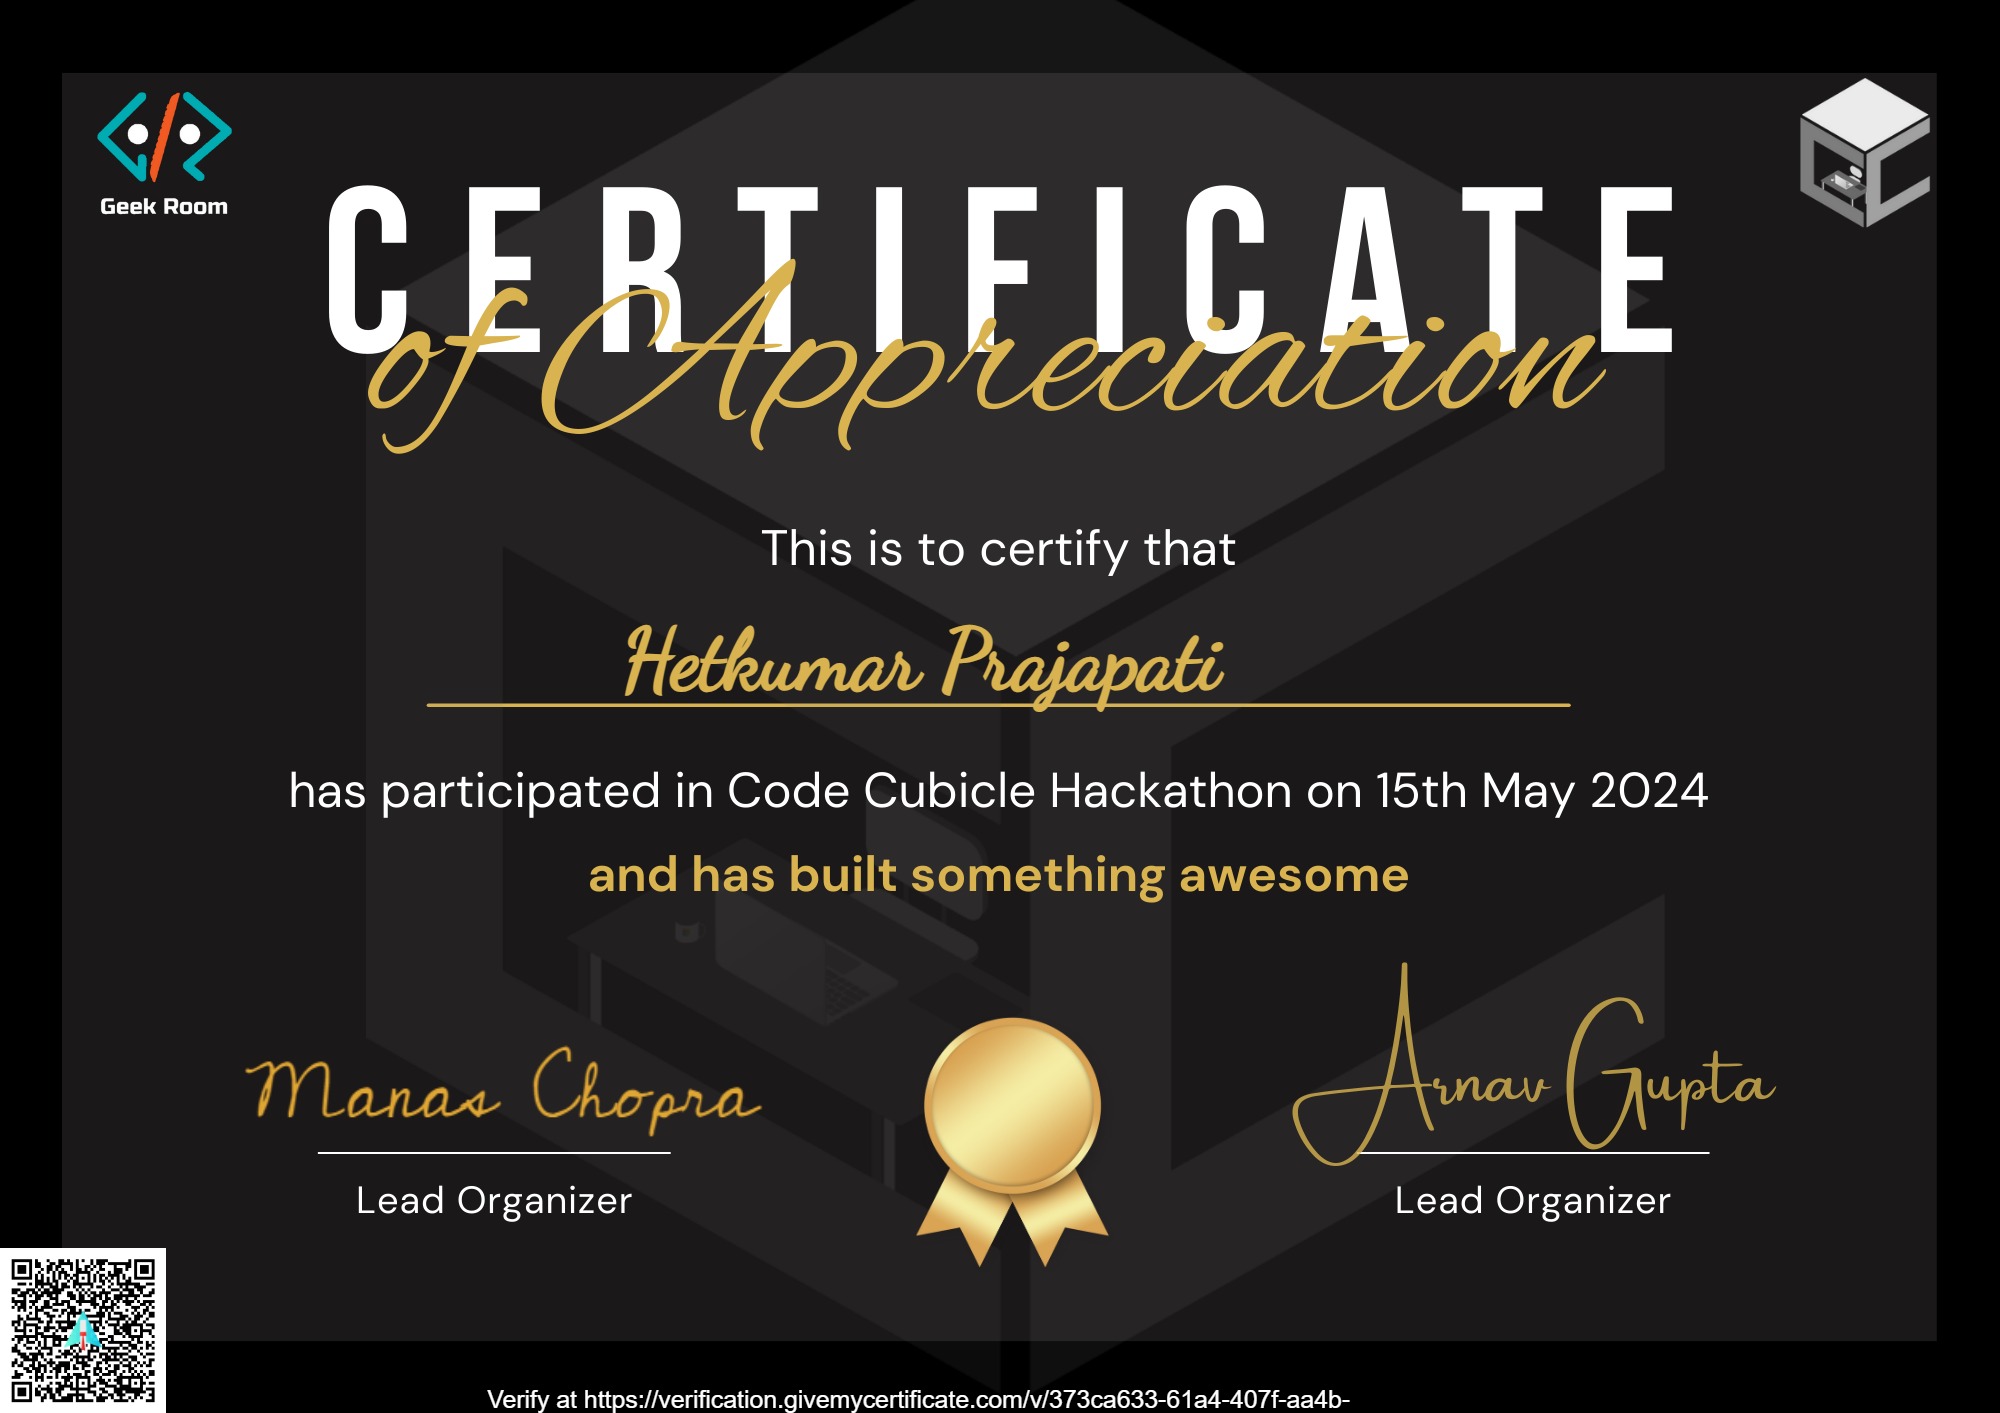 Geek Room
CERTIFICATE
of Appreciation
This is to certify that
Hetkumar Prajapati
has participated in Code Cubicle Hackathon on 15th May 2024
and has built something awesome
Manas Chopra
Lead Organizer
Arnav Gupta
Lead Organizer
Verify at https://verification.givemycertificate.com/v/373ca633-61a4-407f-aa4b-